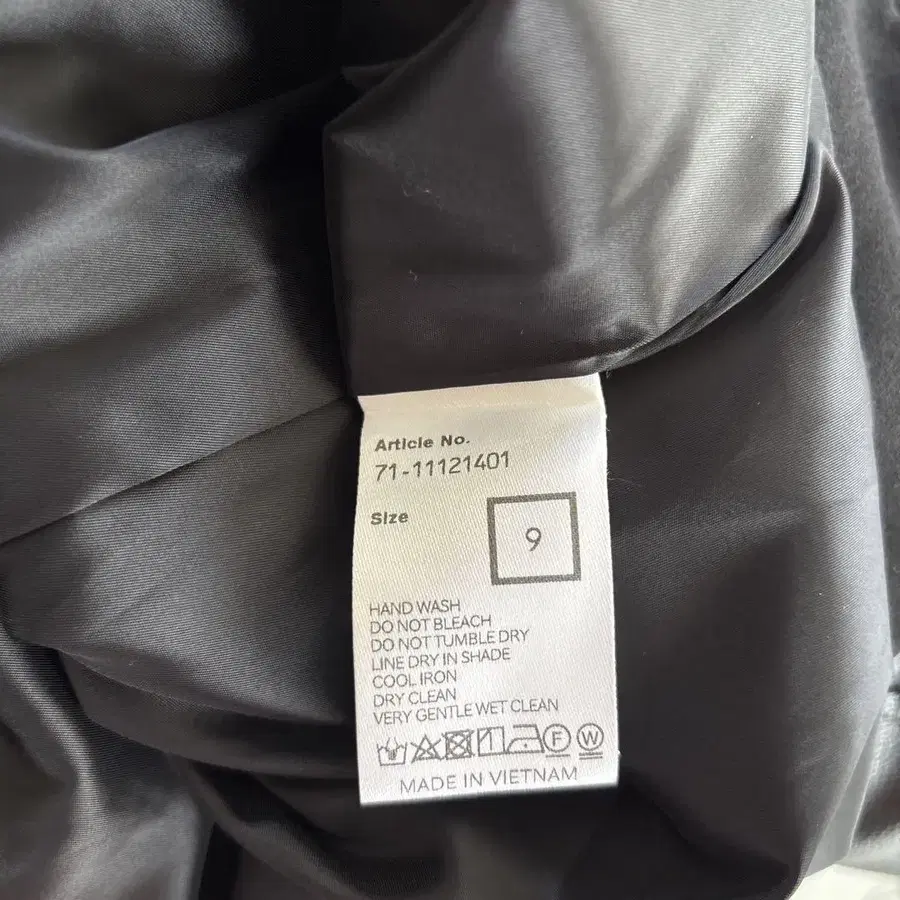 Article No.
71-11121401
Size
9
HAND WASH
DO NOT BLEACH
DO NOT TUMBLE DRY
LINE DRY IN SHADE
COOL IRON
DRY CLEAN
VERY GENTLE WET CLEAN
F W
MADE IN VIETNAM